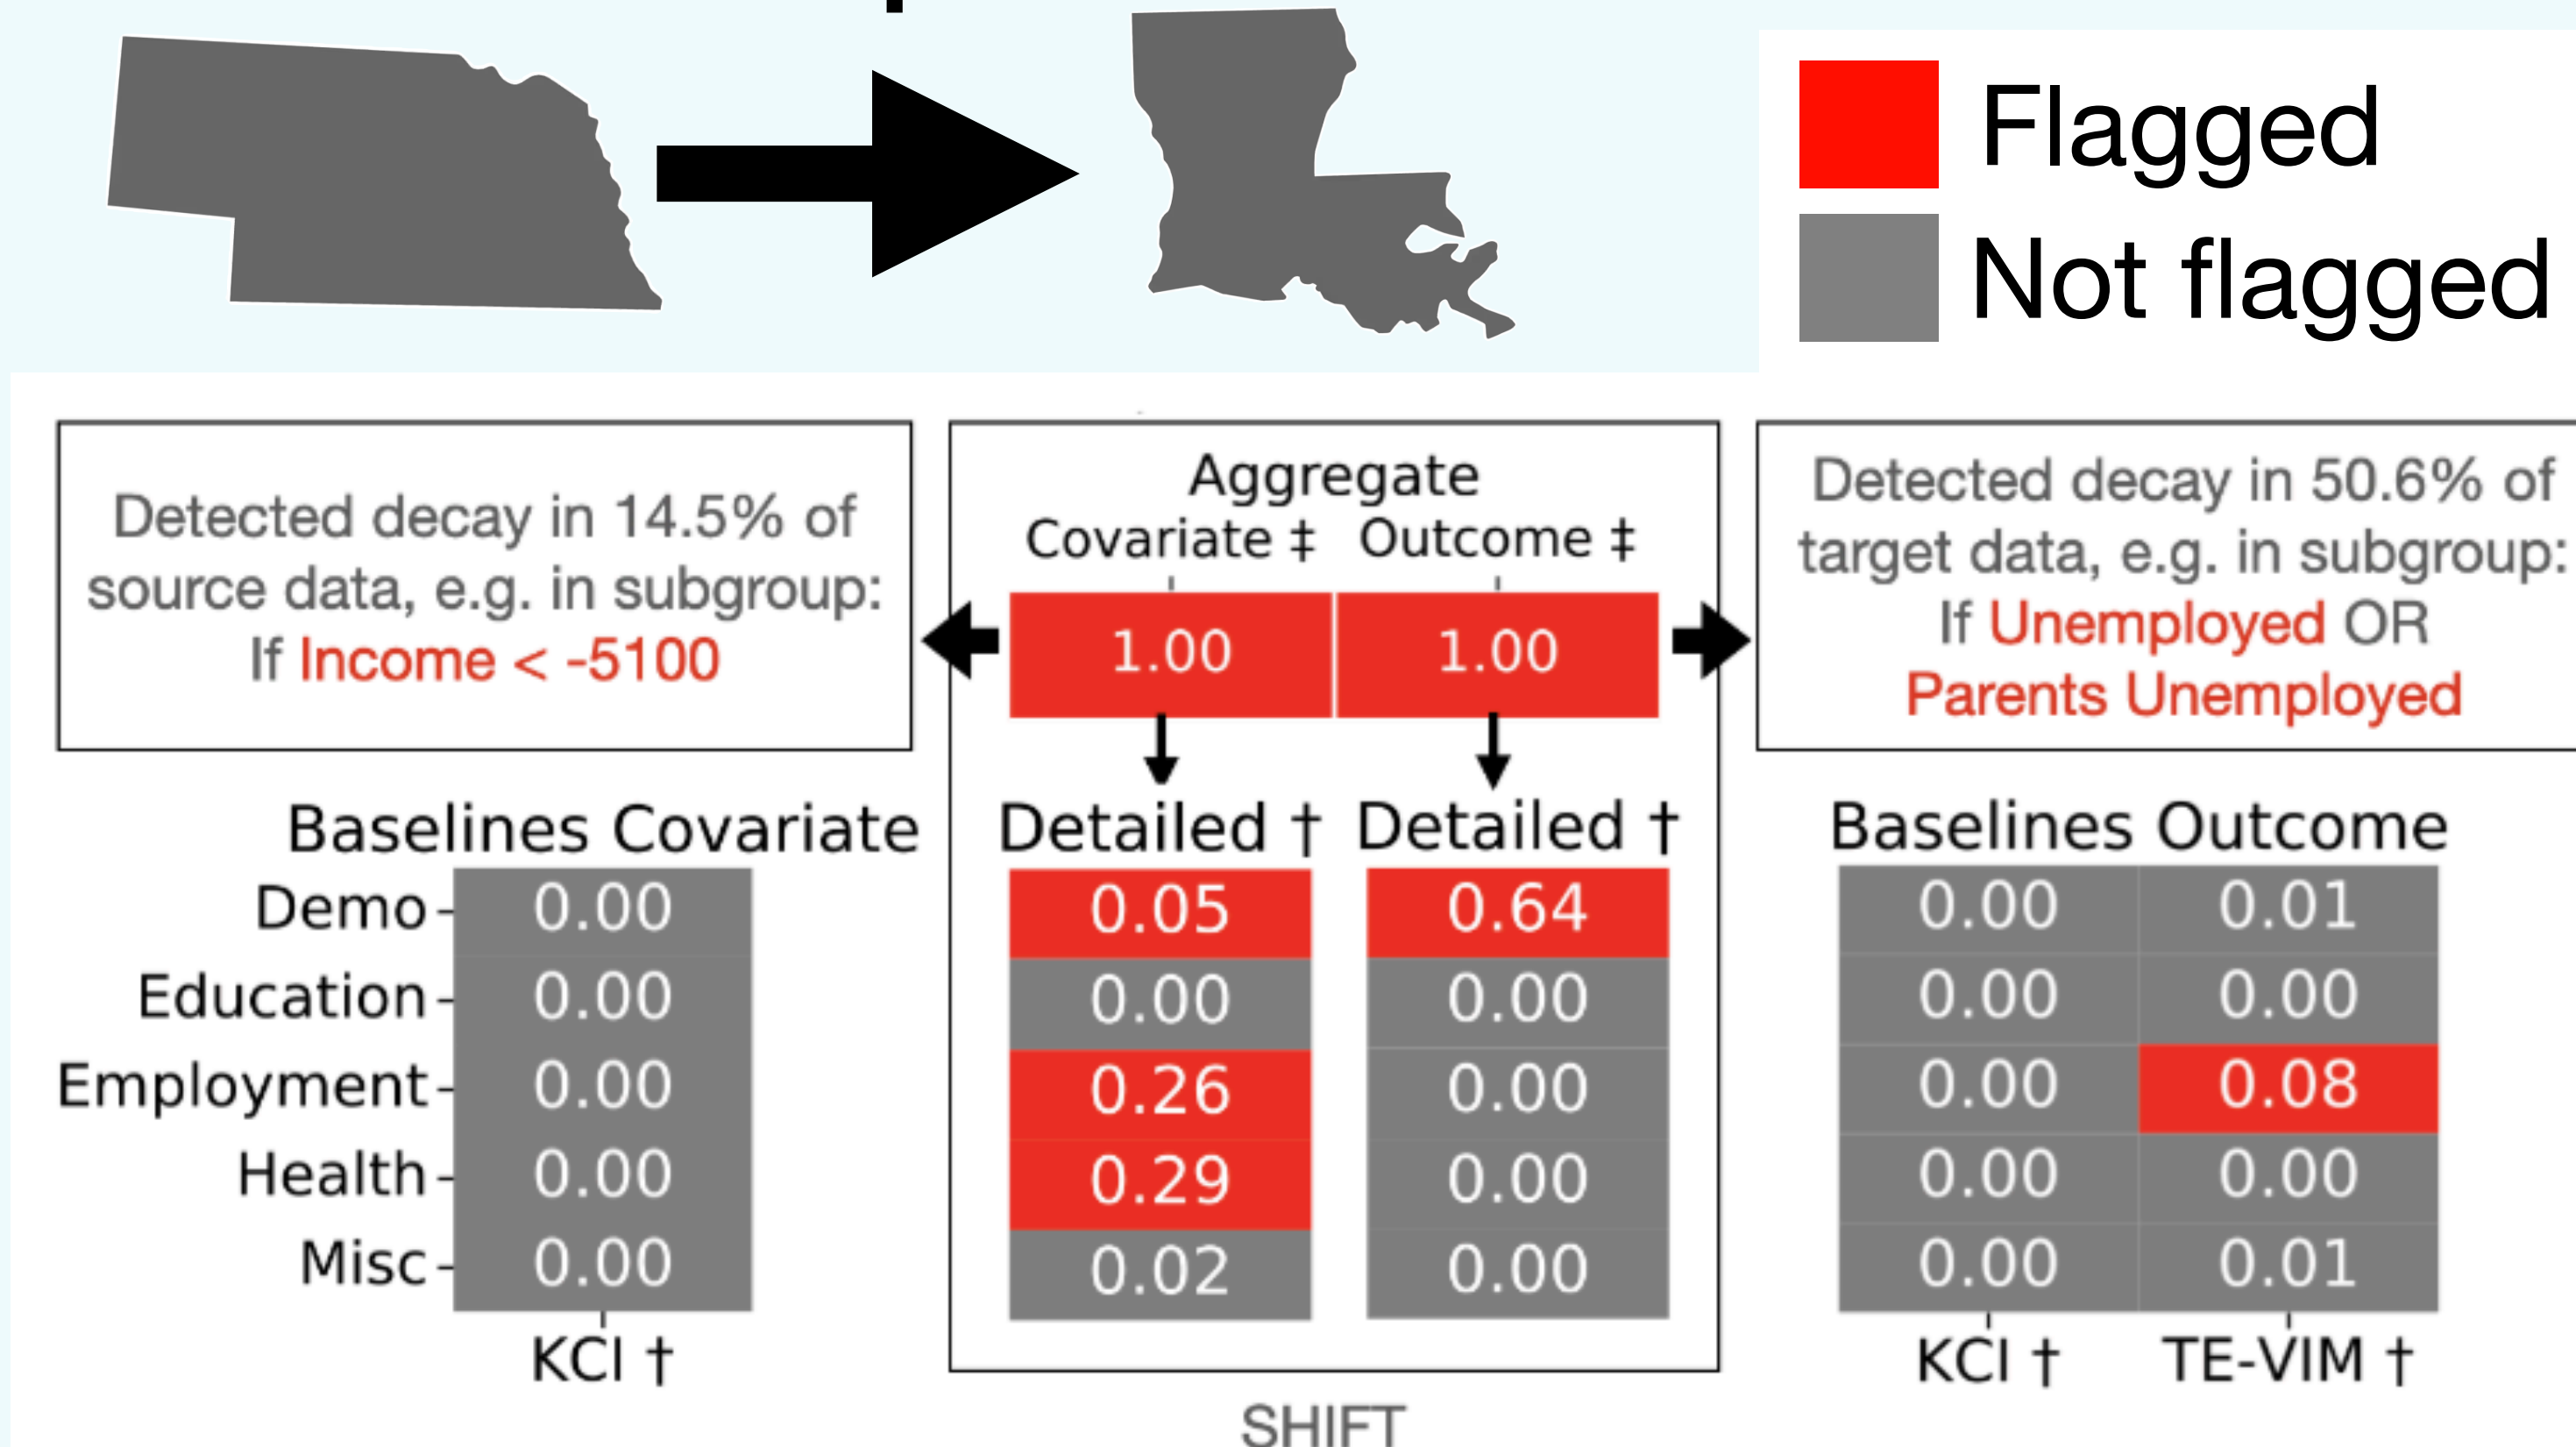 Flagged
Not flagged
Detected decay in 14.5% of
source data, e.g. in subgroup:
If Income < -5100
Aggregate
Covariate ‡ Outcome ‡
1.00 1.00
Detected decay in 50.6% of
target data, e.g. in subgroup:
If Unemployed OR
Parents Unemployed
Baselines Covariate Detailed † Detailed † Baselines Outcome
Demo 0.00 0.05 0.64 0.00 0.01
Education 0.00 0.00 0.00 0.00 0.00
Employment 0.00 0.26 0.00 0.00 0.08
Health 0.00 0.29 0.00 0.00 0.00
Misc 0.00 0.02 0.00 0.00 0.01
KCI † KCI † TE-VIM †
SHIFT